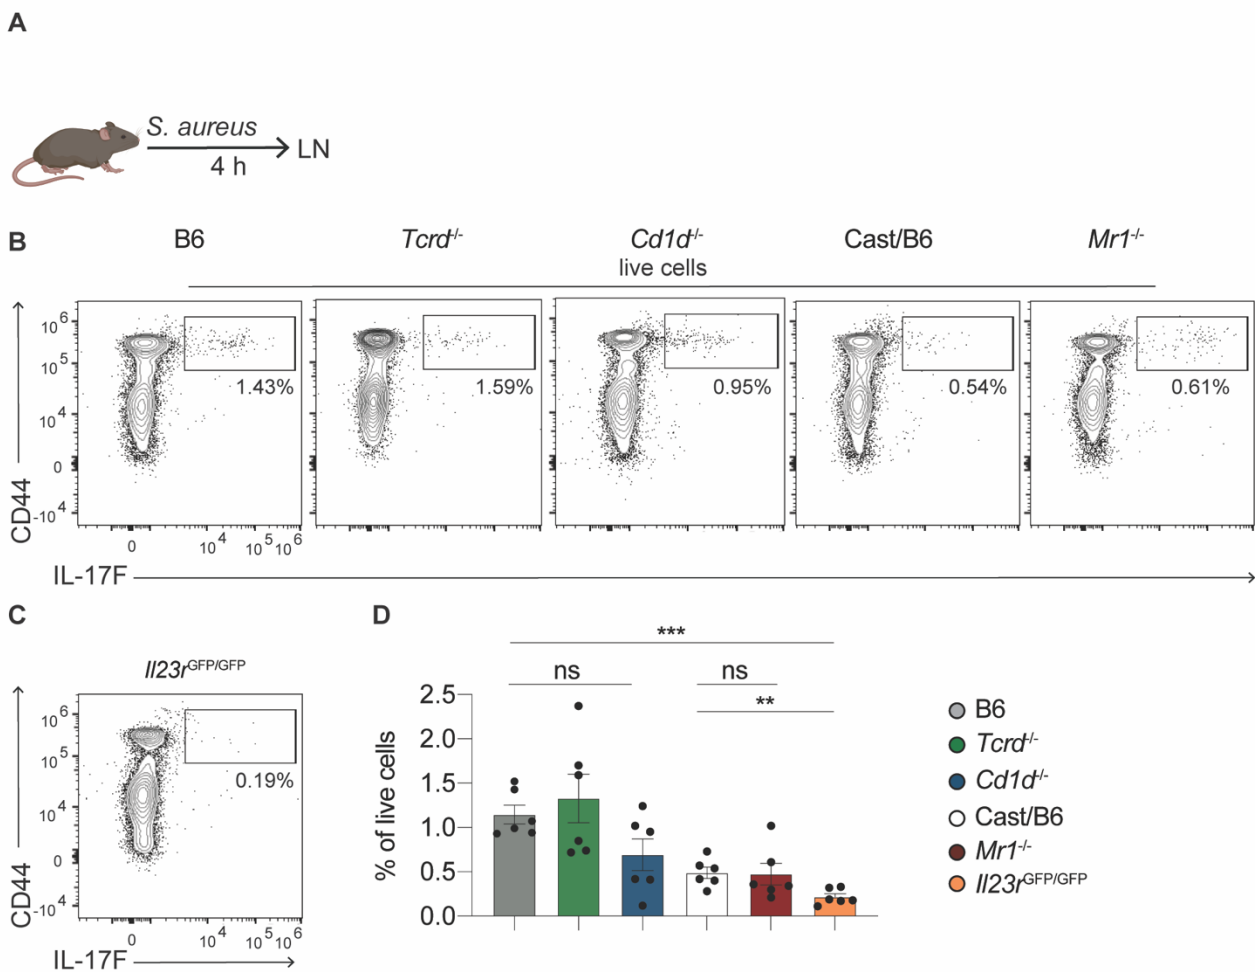 A
S. aureus
4 h
LN
B
B6
Tcrd-/-
Cd1d-/-
Cast/B6
Mr1-/-
live cells
10^6
10^5
10^4
0
-10^4
1.43%
1.59%
0.95%
0.54%
0.61%
CD44
0
10^4
10^5
10^6
IL-17F
C
Il23r^GFP/GFP
10^6
10^5
10^4
0
-10^4
0.19%
CD44
0
10^4
10^5
10^6
IL-17F
D
***
ns
ns
**
2.5
2.0
1.5
1.0
0.5
0.0
% of live cells
B6
Tcrd-/-
Cd1d-/-
Cast/B6
Mr1-/-
Il23r^GFP/GFP